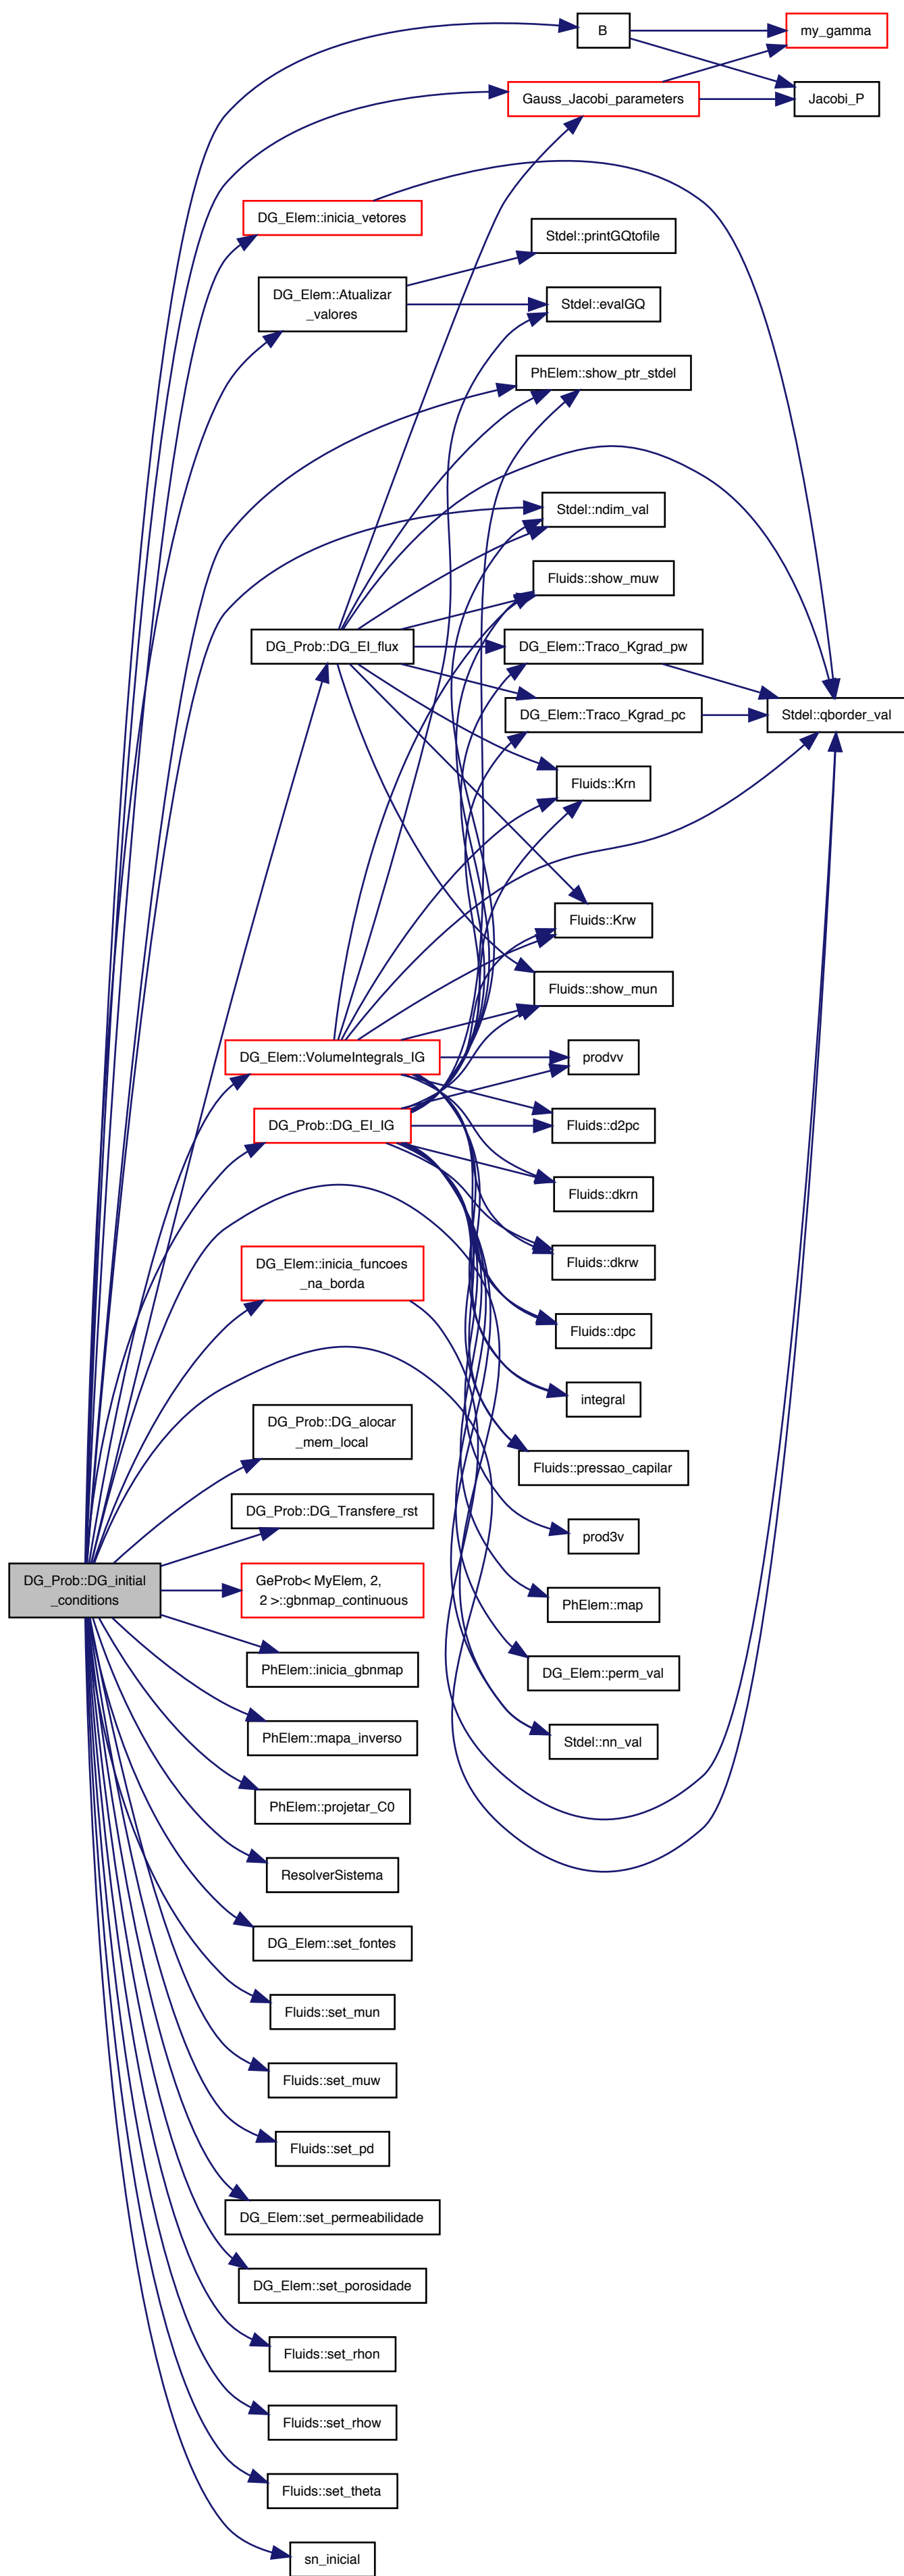 B
my_gamma
Gauss_Jacobi_parameters
Jacobi_P
DG_Elem::inicia_vetores
Stdel::printGQtofile
DG_Elem::Atualizar
_valores
Stdel::evalGQ
PhElem::show_ptr_stdel
Stdel::ndim_val
Fluids::show_muw
DG_Prob::DG_EI_flux
DG_Elem::Traco_Kgrad_pw
DG_Elem::Traco_Kgrad_pc
Stdel::qborder_val
Fluids::Krn
Fluids::Krw
Fluids::show_mun
DG_Elem::VolumeIntegrals_IG
prodvv
DG_Prob::DG_EI_IG
Fluids::d2pc
Fluids::dkrn
DG_Elem::inicia_funcoes
_na_borda
Fluids::dkrw
Fluids::dpc
integral
DG_Prob::DG_alocar
_mem_local
Fluids::pressao_capilar
DG_Prob::DG_Transfere_rst
prod3v
DG_Prob::DG_initial
_conditions
GeProb< MyElem, 2,
2 >::gbnmap_continuous
PhElem::map
PhElem::inicia_gbnmap
DG_Elem::perm_val
PhElem::mapa_inverso
Stdel::nn_val
PhElem::projetar_C0
ResolverSistema
DG_Elem::set_fontes
Fluids::set_mun
Fluids::set_muw
Fluids::set_pd
DG_Elem::set_permeabilidade
DG_Elem::set_porosidade
Fluids::set_rhon
Fluids::set_rhow
Fluids::set_theta
sn_inicial